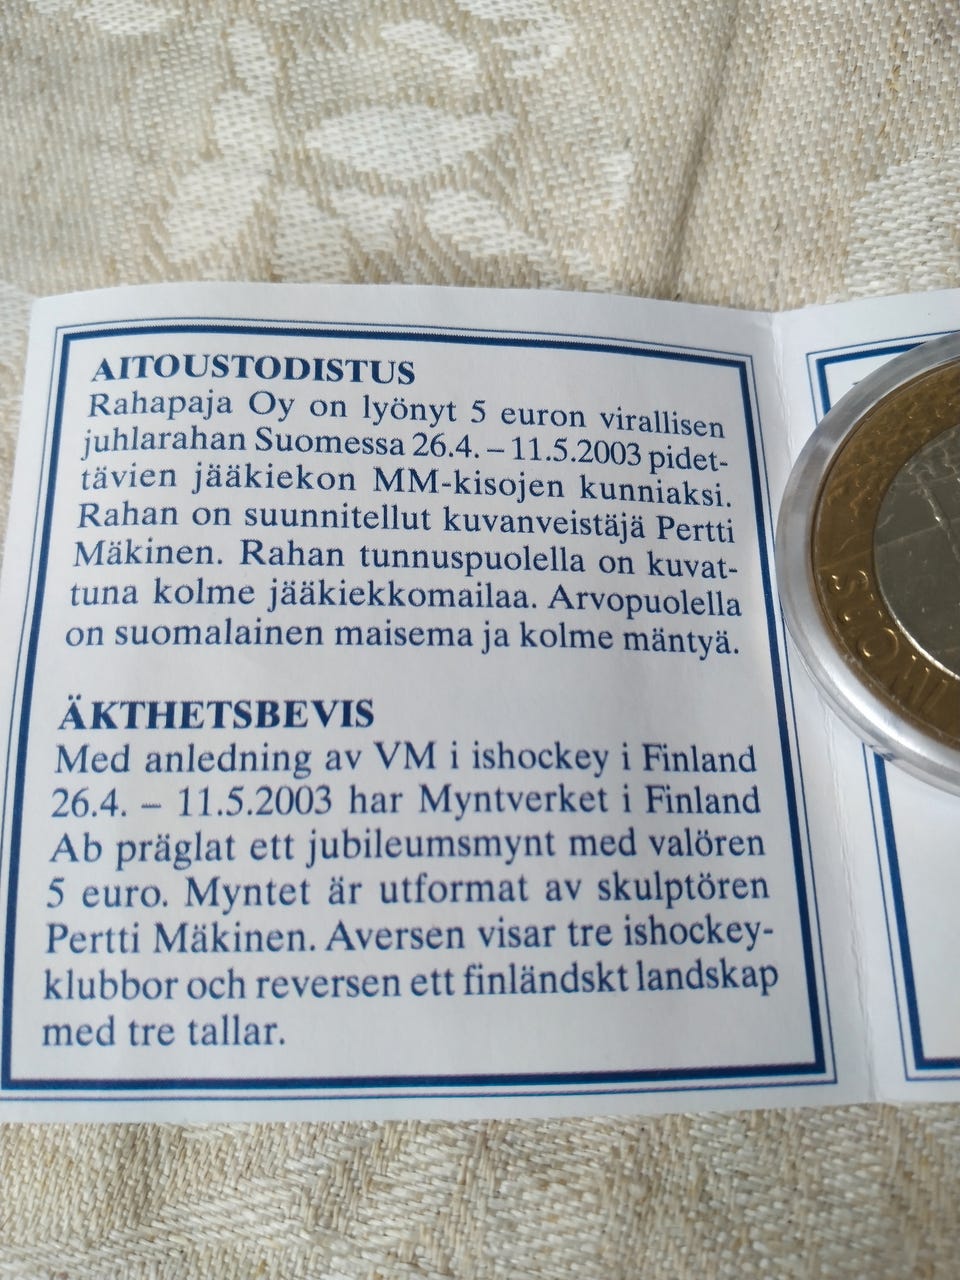 AITOUSTODISTUS
Rahapaja Oy on lyönyt 5 euron virallisen
juhlarahan Suomessa 26.4. – 11.5.2003 pidet-
tävien jääkiekon MM-kisojen kunniaksi.
Rahan on suunnitellut kuvanveistäjä Pertti
Mäkinen. Rahan tunnuspuolella on kuvat-
tuna kolme jääkiekkomailaa. Arvopuolella
on suomalainen maisema ja kolme mäntyä.
ÄKTHETSBEVIS
Med anledning av VM i ishockey i Finland
26.4. – 11.5.2003 har Myntverket i Finland
Ab präglat ett jubileumsmynt med valören
5 euro. Myntet är utformat av skulptören
Pertti Mäkinen. Aversen visar tre ishockey-
klubbor och reversen ett finländskt landskap
med tre tallar.